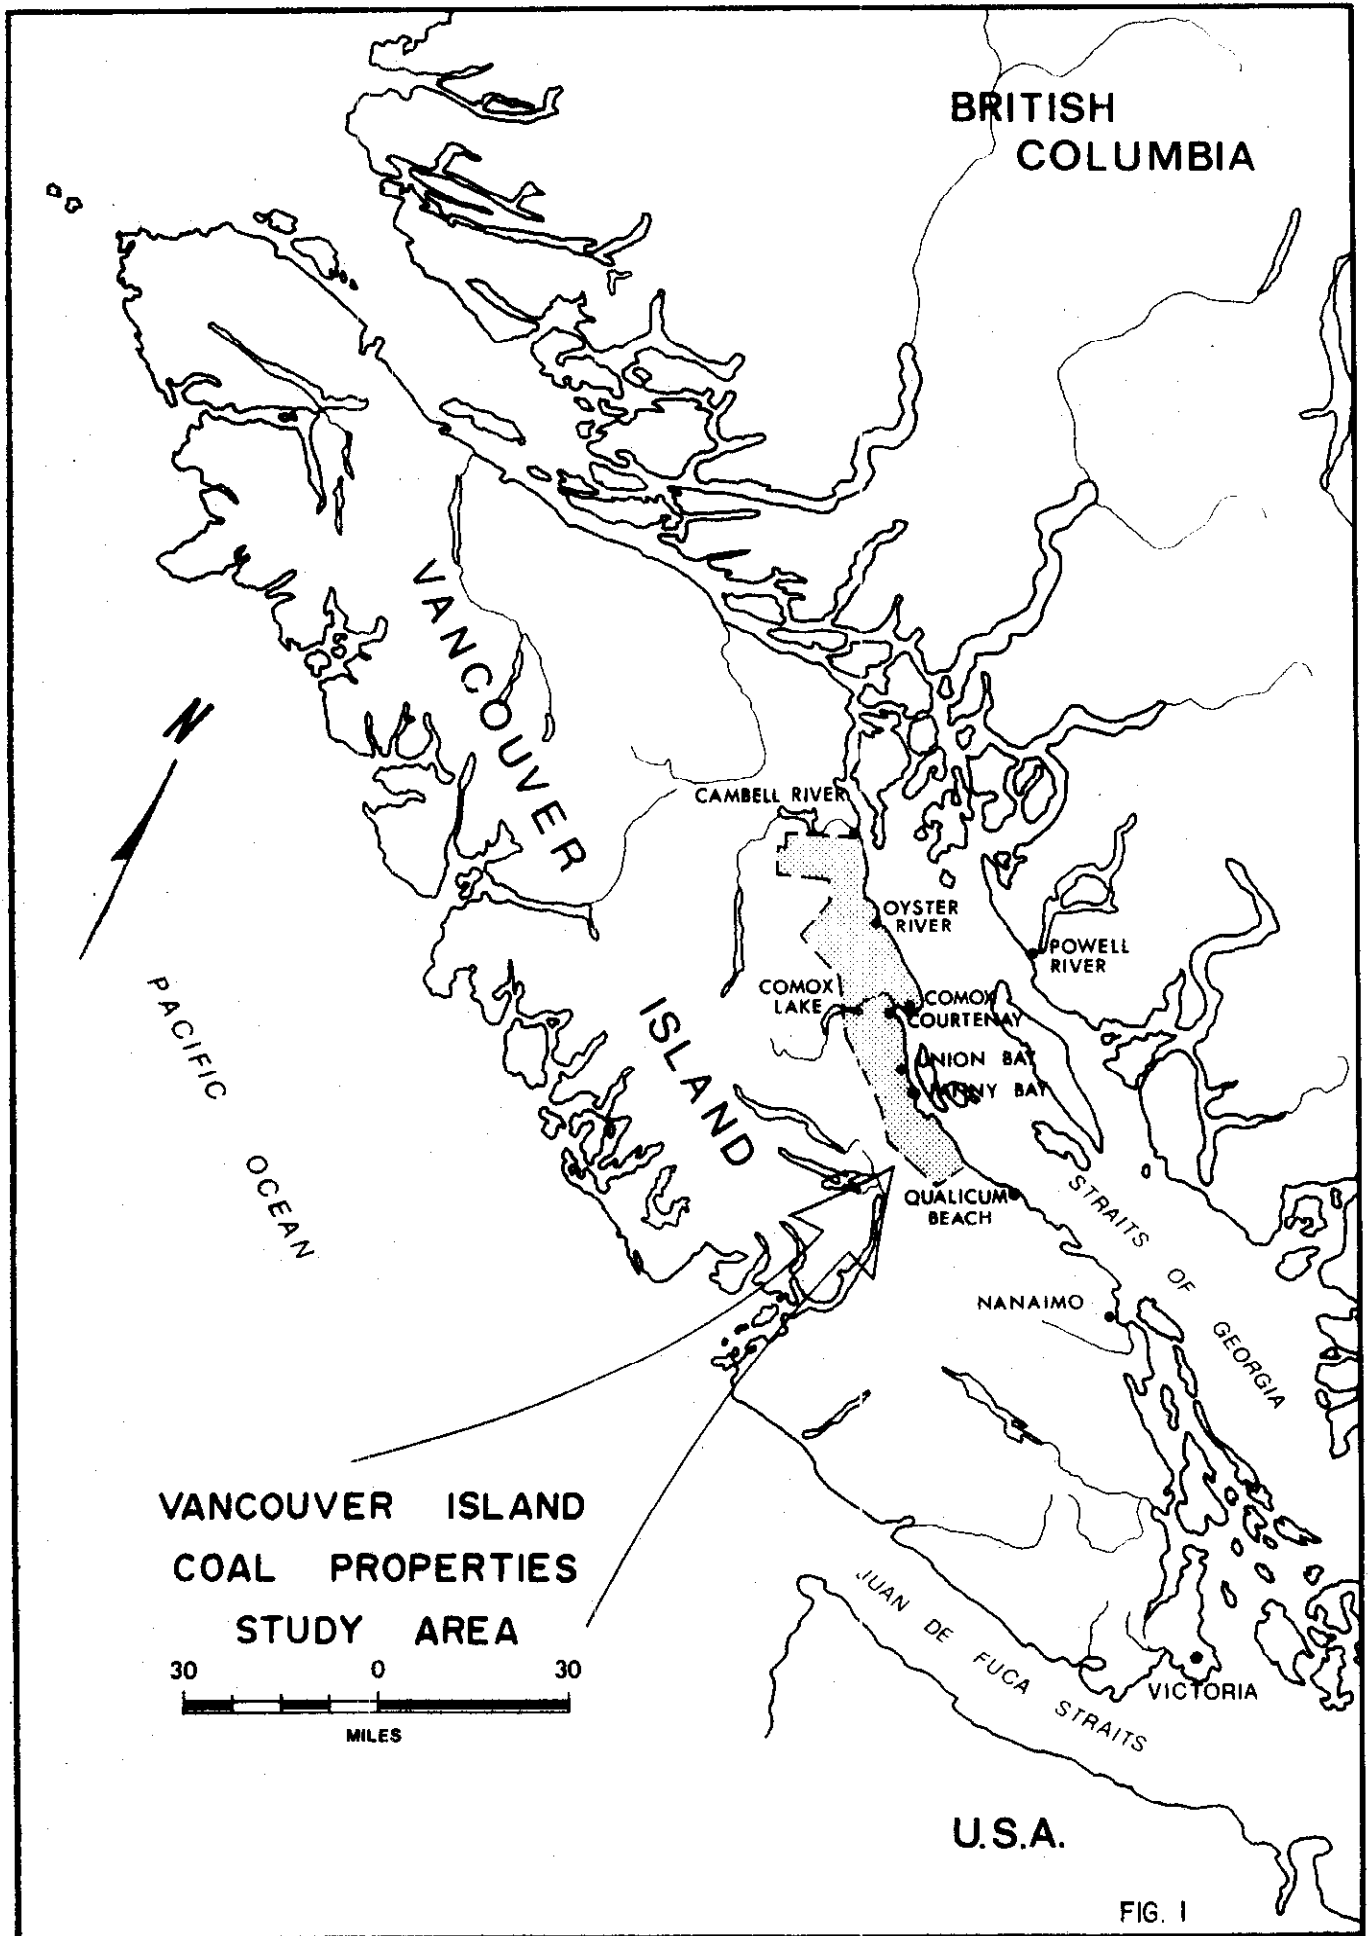 BRITISH
COLUMBIA
N
VANCOUVER
ISLAND
CAMBELL RIVER
OYSTER
RIVER
POWELL
RIVER
COMOX
LAKE
COMOX
COURTENAY
UNION BAY
FANNY BAY
QUALICUM
BEACH
PACIFIC
OCEAN
STRAITS OF GEORGIA
NANAIMO
VANCOUVER ISLAND
COAL PROPERTIES
STUDY AREA
30 0 30
MILES
JUAN DE FUCA STRAITS
VICTORIA
U.S.A.
FIG. 1